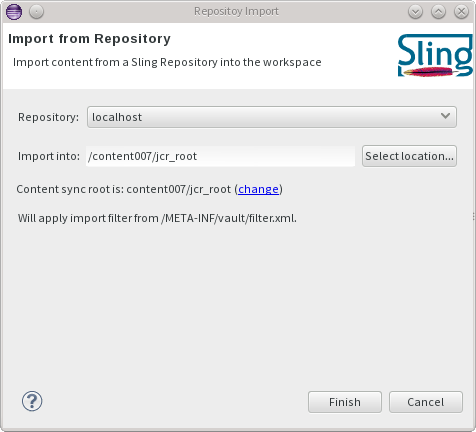 Repositoy Import
Import from Repository
Import content from a Sling Repository into the workspace
Sling
Repository: localhost
Import into: /content007/jcr_root Select location...
Content sync root is: content007/jcr_root (change)
Will apply import filter from /META-INF/vault/filter.xml.
? Finish Cancel